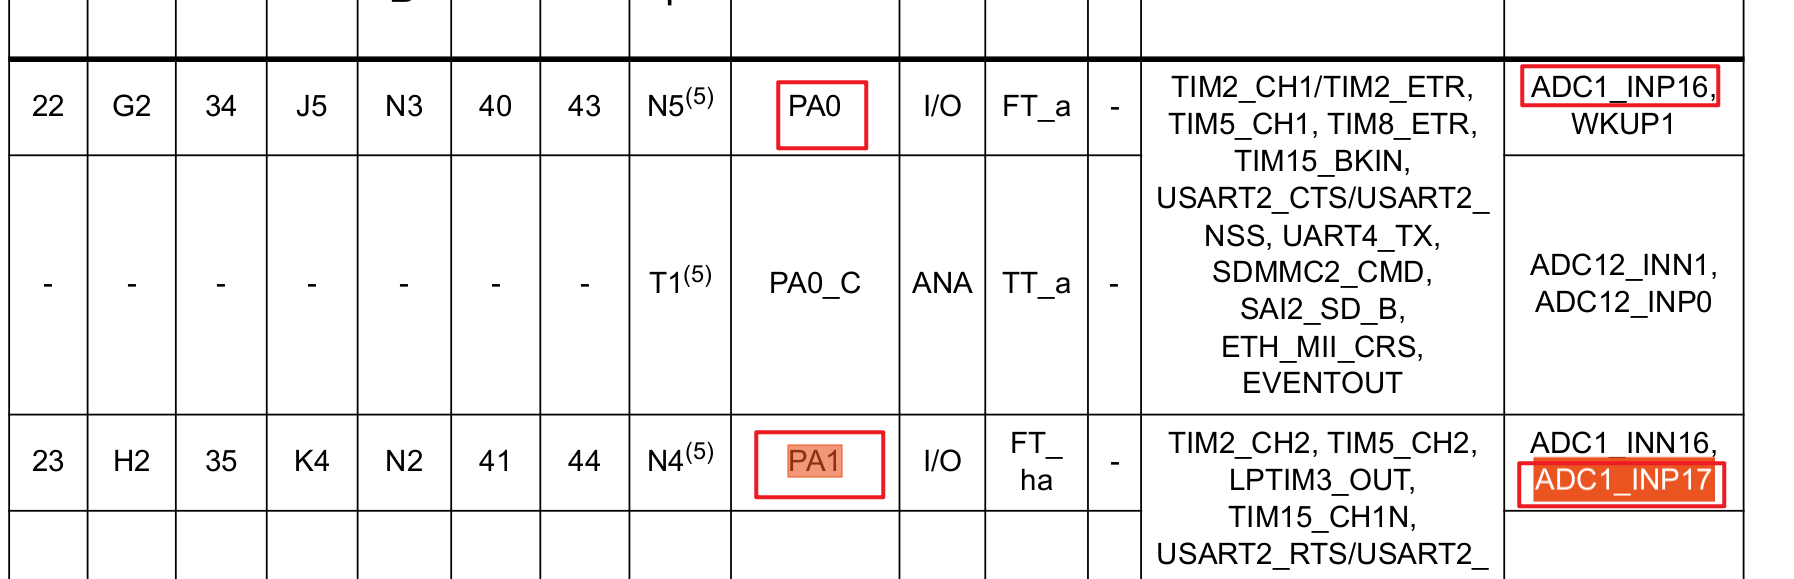 22 G2 34 J5 N3 40 43 N5(5) PA0 I/O FT_a - TIM2_CH1/TIM2_ETR, TIM5_CH1, TIM8_ETR, TIM15_BKIN, USART2_CTS/USART2_NSS, UART4_TX, SDMMC2_CMD, SAI2_SD_B, ETH_MII_CRS, EVENTOUT ADC1_INP16, WKUP1
- - - - - - - T1(5) PA0_C ANA TT_a - ADC12_INN1, ADC12_INP0
23 H2 35 K4 N2 41 44 N4(5) PA1 I/O FT_ha - TIM2_CH2, TIM5_CH2, LPTIM3_OUT, TIM15_CH1N, USART2_RTS/USART2_ ADC1_INN16, ADC1_INP17